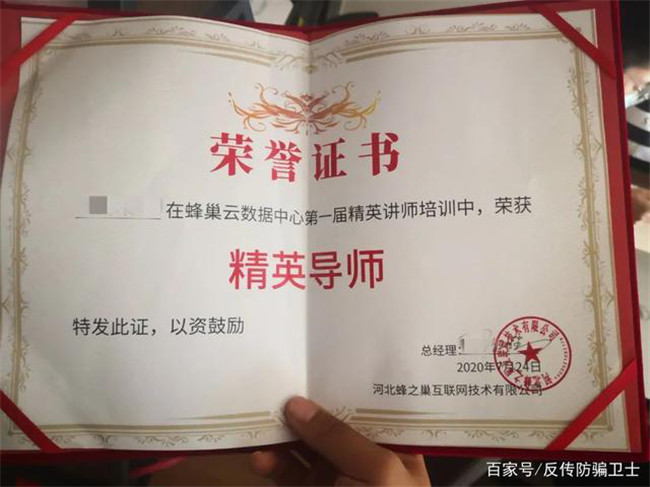 荣誉证书
在蜂巢云数据中心第一届精英讲师培训中，荣获
精英导师
特发此证，以资鼓励
总经理:
2020年7月24日
河北蜂之巢互联网技术有限公司
百家号/反传防骗卫士